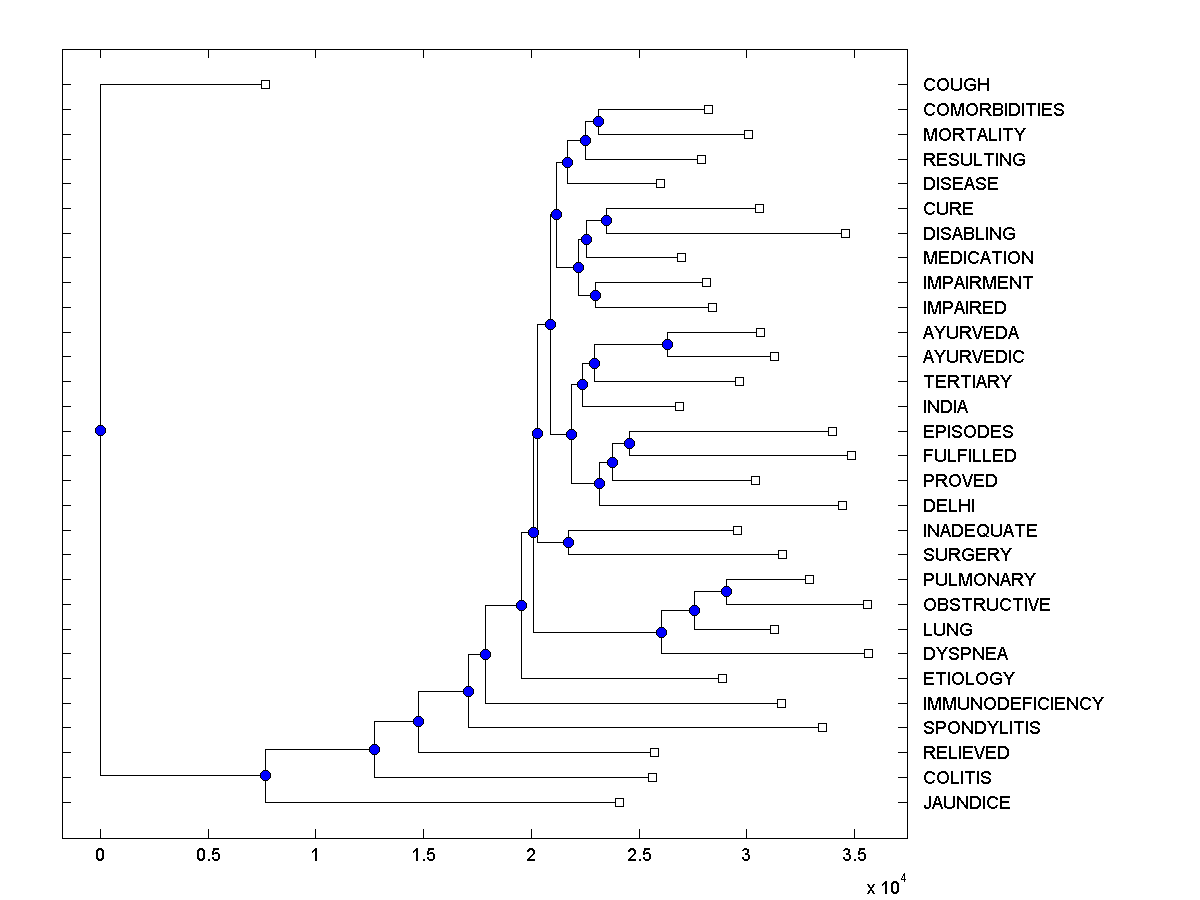 COUGH
COMORBIDITIES
MORTALITY
RESULTING
DISEASE
CURE
DISABLING
MEDICATION
IMPAIRMENT
IMPAIRED
AYURVEDA
AYURVEDIC
TERTIARY
INDIA
EPISODES
FULFILLED
PROVED
DELHI
INADEQUATE
SURGERY
PULMONARY
OBSTRUCTIVE
LUNG
DYSPNEA
ETIOLOGY
IMMUNODEFICIENCY
SPONDYLITIS
RELIEVED
COLITIS
JAUNDICE
0 0.5 1 1.5 2 2.5 3 3.5
x 10^4